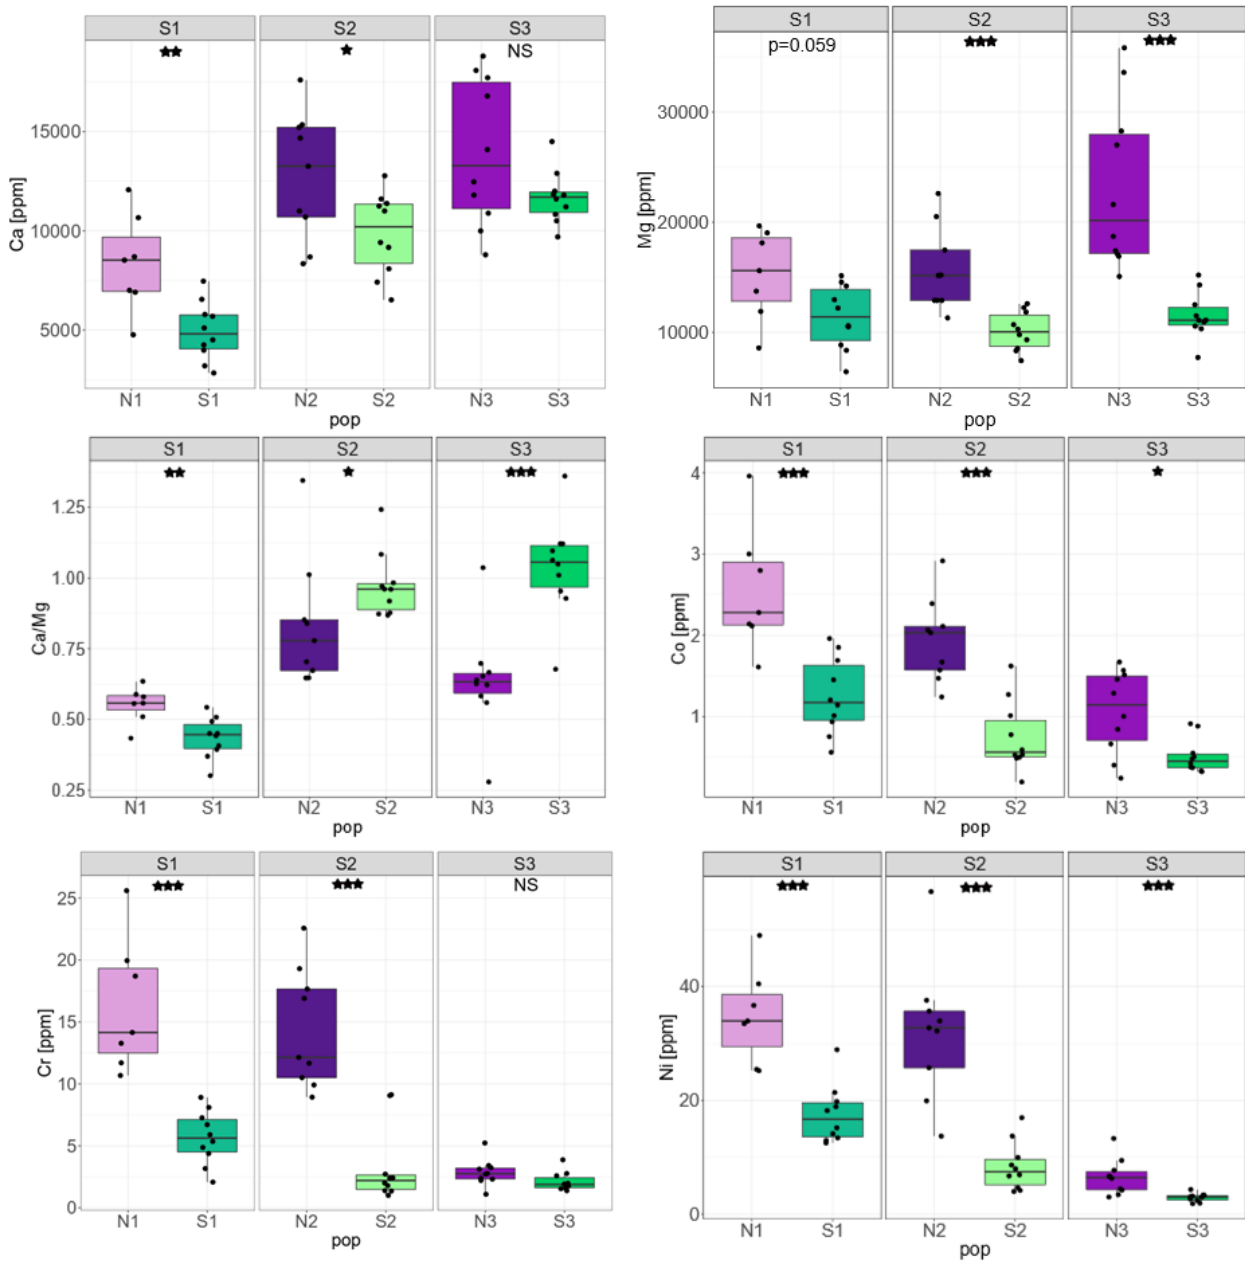 S1 S2 S3
★★ ★ NS
Ca [ppm]
15000
10000
5000
N1 S1 N2 S2 N3 S3
pop
S1 S2 S3
p=0.059 ★★★ ★★★
Mg [ppm]
30000
20000
10000
N1 S1 N2 S2 N3 S3
pop
S1 S2 S3
★★ ★ ★★★
Ca/Mg
1.25
1.00
0.75
0.50
0.25
N1 S1 N2 S2 N3 S3
pop
S1 S2 S3
★★★ ★★★ ★
Co [ppm]
4
3
2
1
N1 S1 N2 S2 N3 S3
pop
S1 S2 S3
★★★ ★★★ NS
Cr [ppm]
25
20
15
10
5
0
N1 S1 N2 S2 N3 S3
pop
S1 S2 S3
★★★ ★★★ ★★★
Ni [ppm]
40
20
0
N1 S1 N2 S2 N3 S3
pop